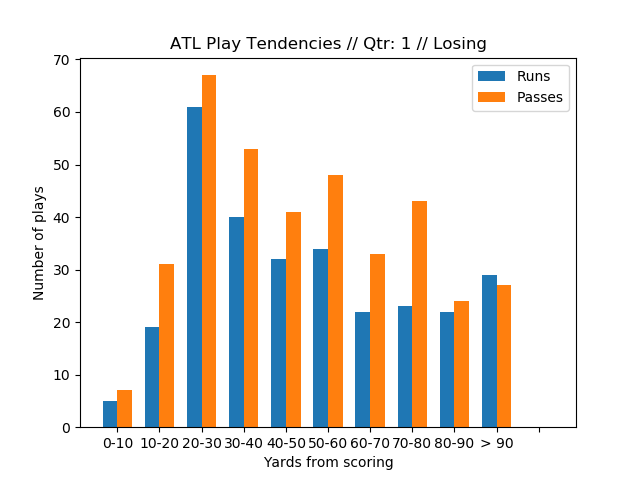 ATL Play Tendencies // Qtr: 1 // Losing
Runs
Passes
70
60
50
40
30
20
10
0
Number of plays
0-10 10-20 20-30 30-40 40-50 50-60 60-70 70-80 80-90 > 90
Yards from scoring